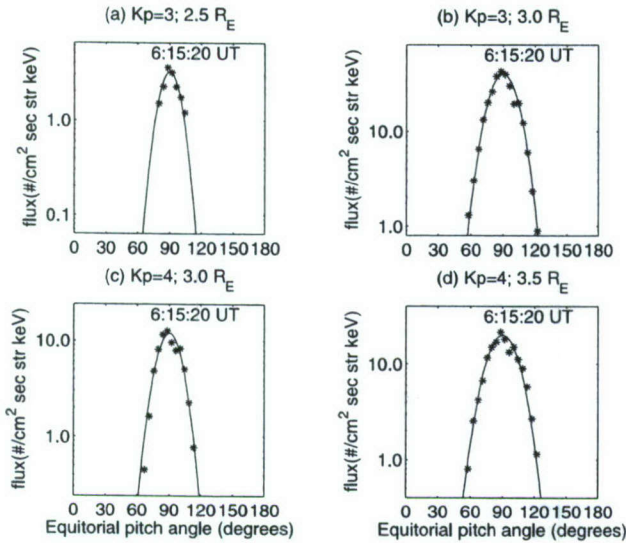 (a) Kp=3; 2.5 R_E
6:15:20 UT
flux(#/cm² sec str keV)
1.0
0.1
0 30 60 90 120 150 180
(b) Kp=3; 3.0 R_E
6:15:20 UT
flux(#/cm² sec str keV)
10.0
1.0
0 30 60 90 120 150 180
(c) Kp=4; 3.0 R_E
6:15:20 UT
flux(#/cm² sec str keV)
10.0
1.0
0 30 60 90 120 150 180
Equitorial pitch angle (degrees)
(d) Kp=4; 3.5 R_E
6:15:20 UT
flux(#/cm² sec str keV)
10.0
1.0
0 30 60 90 120 150 180
Equitorial pitch angle (degrees)